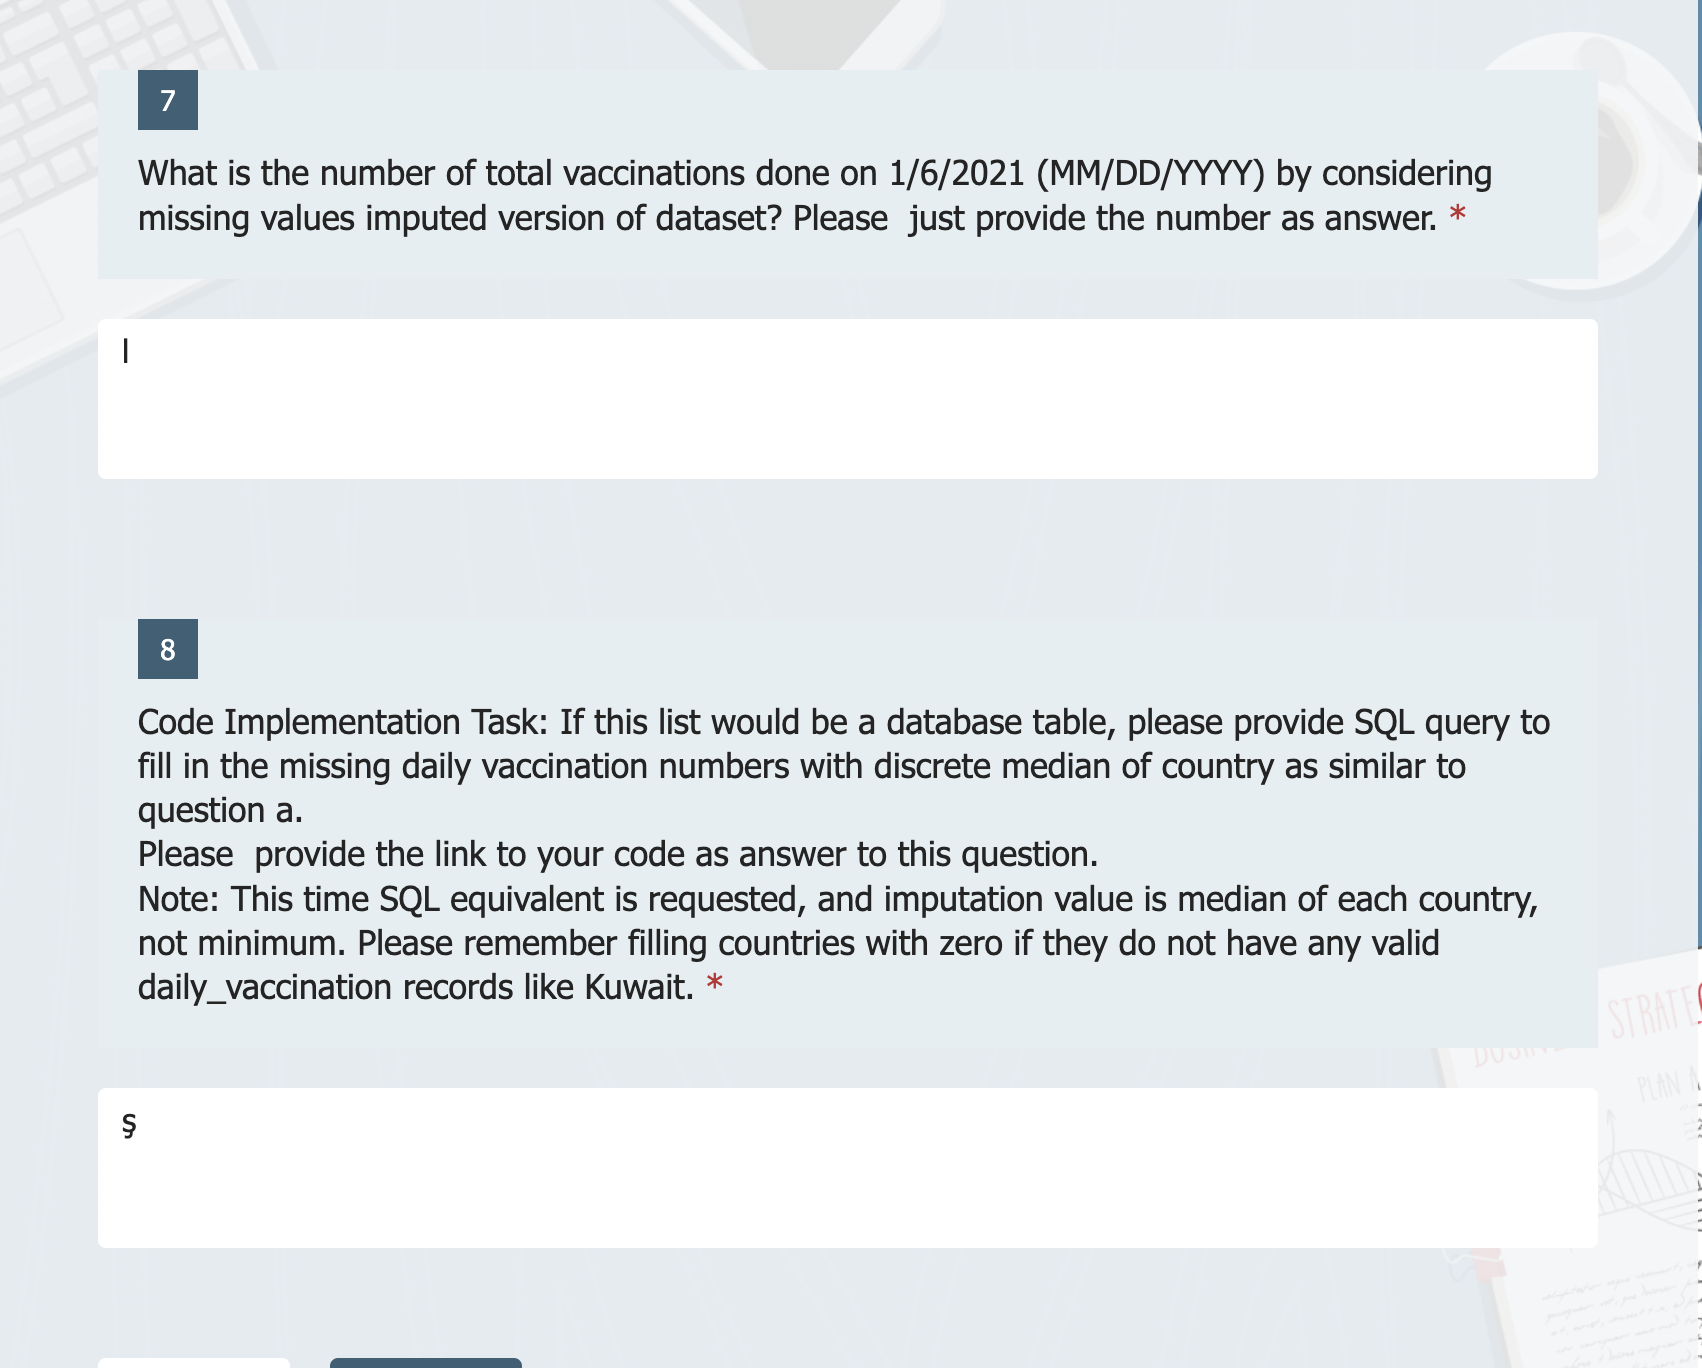 7
What is the number of total vaccinations done on 1/6/2021 (MM/DD/YYYY) by considering
missing values imputed version of dataset? Please  just provide the number as answer. *
l
8
Code Implementation Task: If this list would be a database table, please provide SQL query to
fill in the missing daily vaccination numbers with discrete median of country as similar to
question a.
Please  provide the link to your code as answer to this question.
Note: This time SQL equivalent is requested, and imputation value is median of each country,
not minimum. Please remember filling countries with zero if they do not have any valid
daily_vaccination records like Kuwait. *
ş
STRATE
PLAN